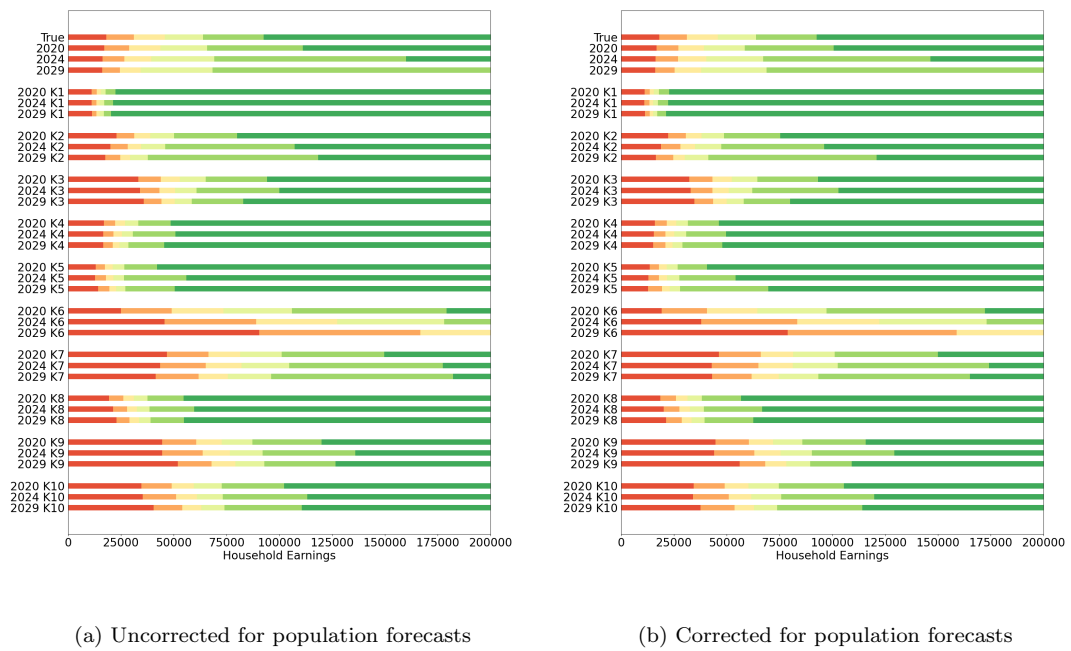 True
2020
2024
2029
2020 K1
2024 K1
2029 K1
2020 K2
2024 K2
2029 K2
2020 K3
2024 K3
2029 K3
2020 K4
2024 K4
2029 K4
2020 K5
2024 K5
2029 K5
2020 K6
2024 K6
2029 K6
2020 K7
2024 K7
2029 K7
2020 K8
2024 K8
2029 K8
2020 K9
2024 K9
2029 K9
2020 K10
2024 K10
2029 K10
0 25000 50000 75000 100000 125000 150000 175000 200000
Household Earnings
(a) Uncorrected for population forecasts
True
2020
2024
2029
2020 K1
2024 K1
2029 K1
2020 K2
2024 K2
2029 K2
2020 K3
2024 K3
2029 K3
2020 K4
2024 K4
2029 K4
2020 K5
2024 K5
2029 K5
2020 K6
2024 K6
2029 K6
2020 K7
2024 K7
2029 K7
2020 K8
2024 K8
2029 K8
2020 K9
2024 K9
2029 K9
2020 K10
2024 K10
2029 K10
0 25000 50000 75000 100000 125000 150000 175000 200000
Household Earnings
(b) Corrected for population forecasts